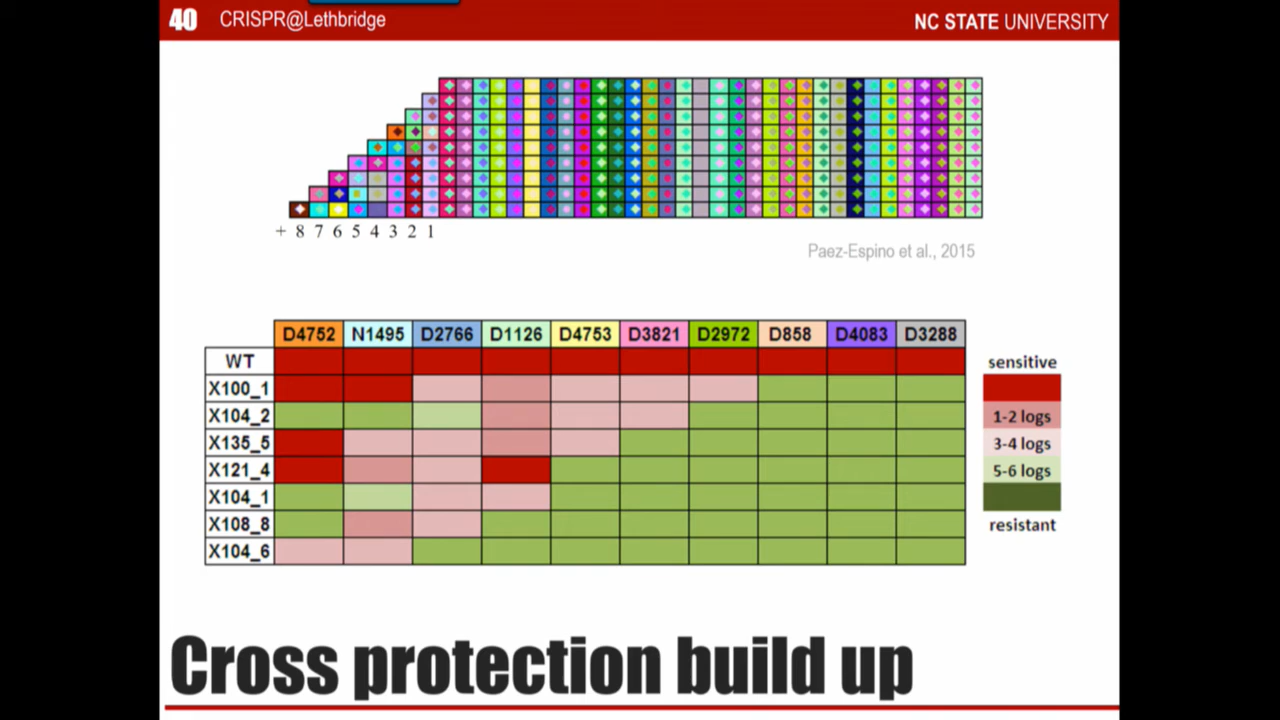 40 CRISPR@Lethbridge NC STATE UNIVERSITY
+ 8 7 6 5 4 3 2 1
Paez-Espino et al., 2015
D4752 N1495 D2766 D1126 D4753 D3821 D2972 D858 D4083 D3288
WT
X100_1
X104_2
X135_5
X121_4
X104_1
X108_8
X104_6
sensitive
1-2 logs
3-4 logs
5-6 logs
resistant
Cross protection build up